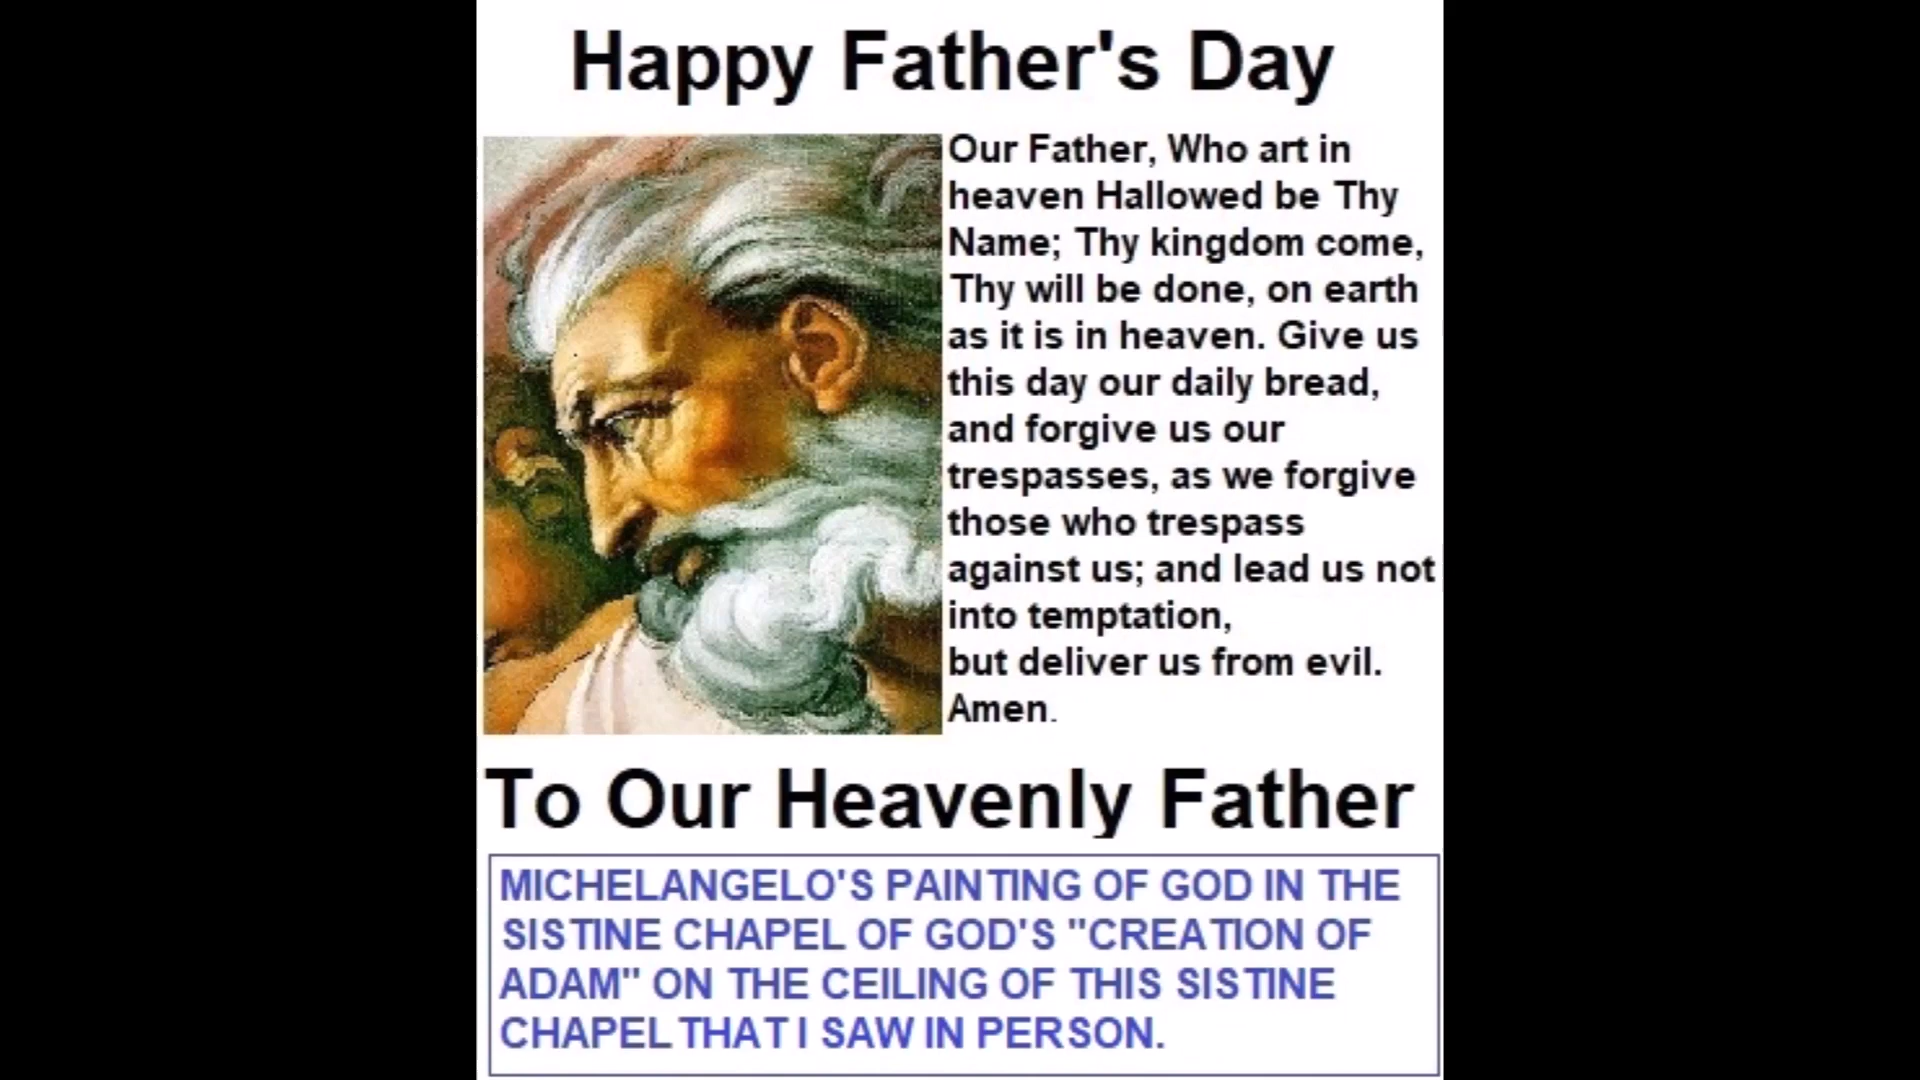 Happy Father's Day
Our Father, Who art in
heaven Hallowed be Thy
Name; Thy kingdom come,
Thy will be done, on earth
as it is in heaven. Give us
this day our daily bread,
and forgive us our
trespasses, as we forgive
those who trespass
against us; and lead us not
into temptation,
but deliver us from evil.
Amen.
To Our Heavenly Father
MICHELANGELO'S PAINTING OF GOD IN THE
SISTINE CHAPEL OF GOD'S "CREATION OF
ADAM" ON THE CEILING OF THIS SISTINE
CHAPEL THAT I SAW IN PERSON.